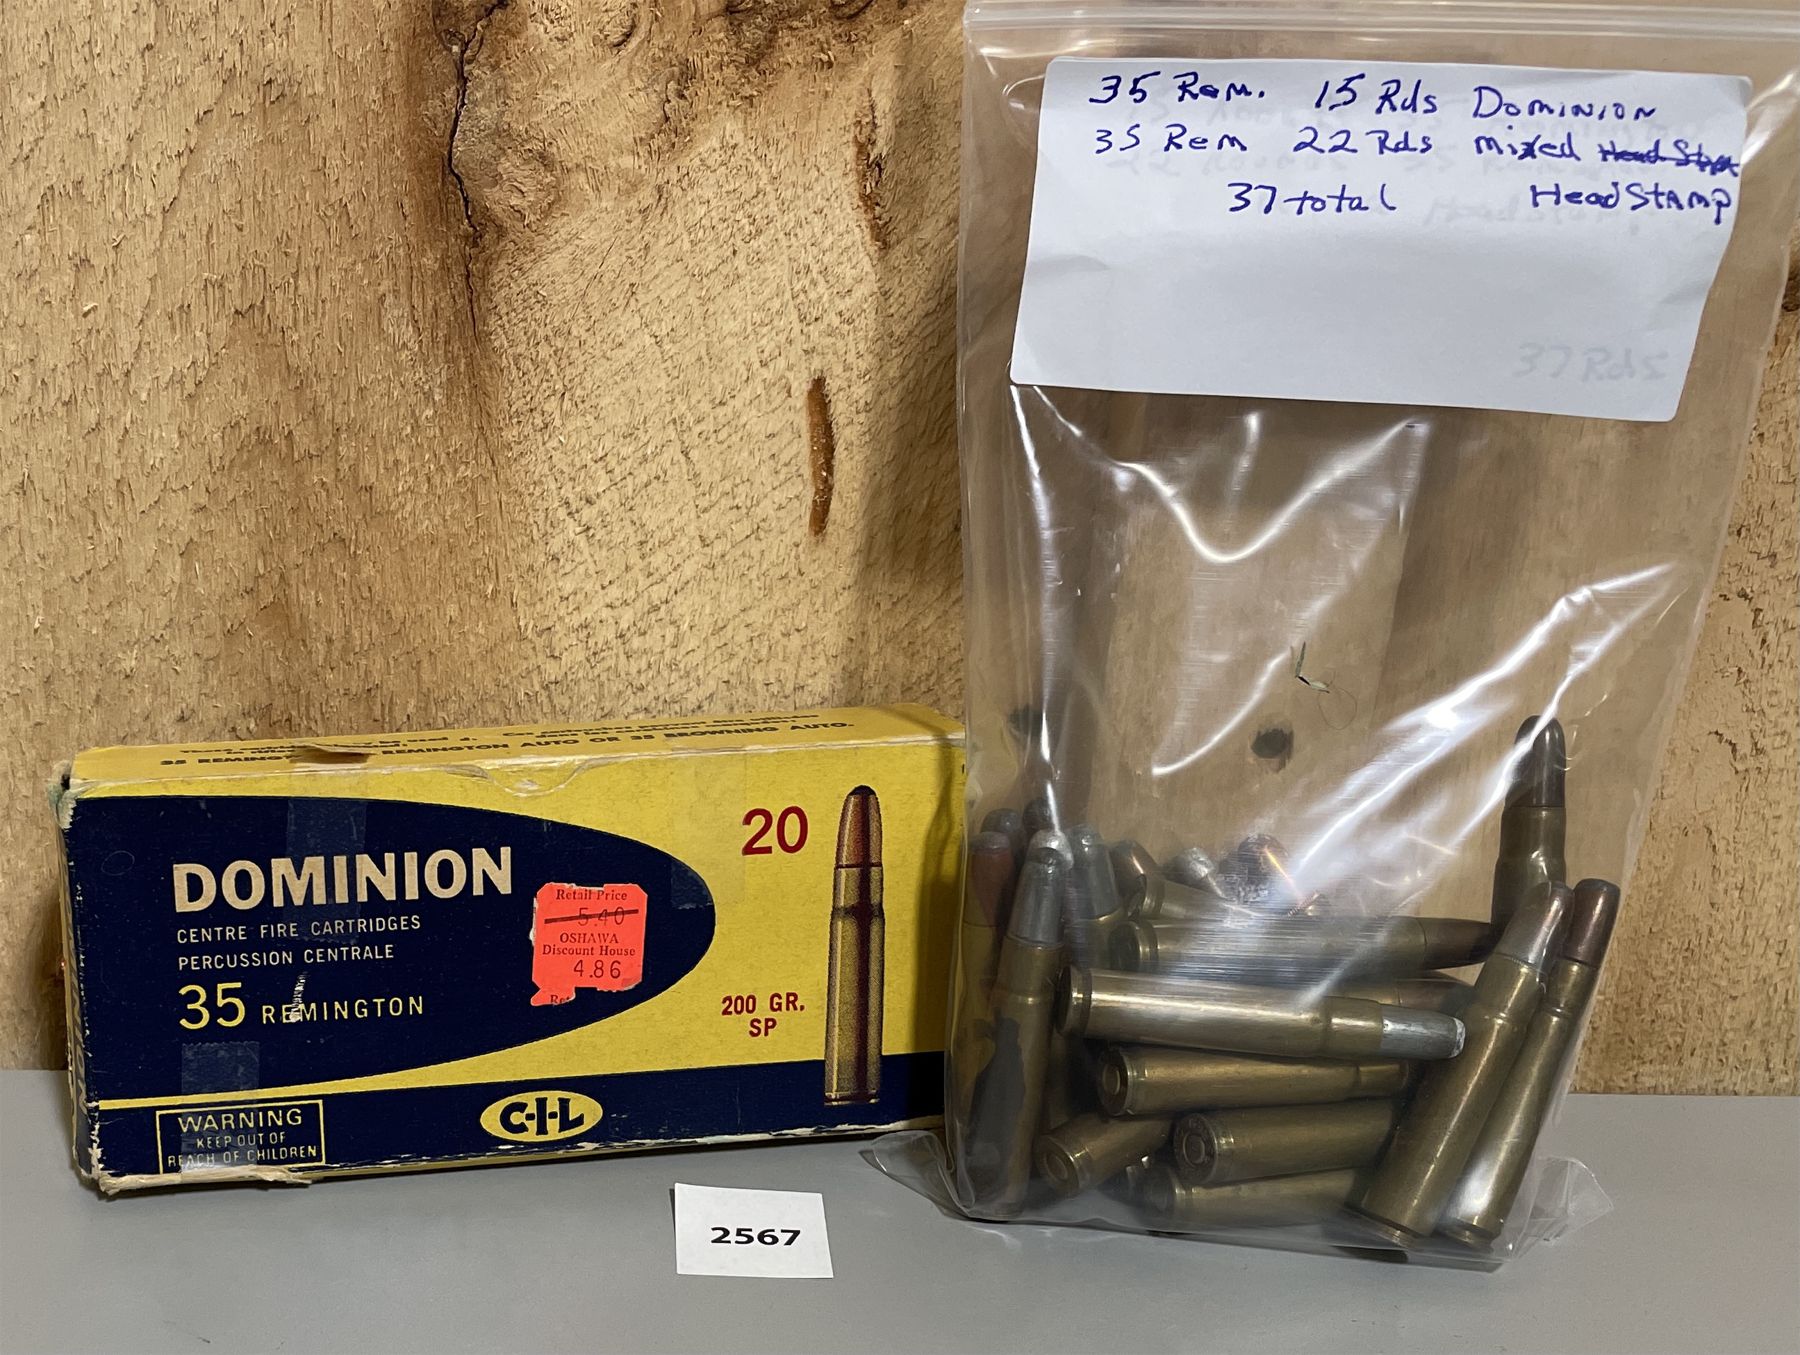 35 Rem. 15 Rds Dominion
35 Rem 22 Rds mixed Head Stamp
37 total Head Stamp
37 Rds
35 REMINGTON AUTO OR 35 BROWNING AUTO.
DOMINION
CENTRE FIRE CARTRIDGES
PERCUSSION CENTRALE
35 REMINGTON
Retail Price
5.40
OSHAWA
Discount House
4.86
20
200 GR.
SP
C-I-L
WARNING
KEEP OUT OF
REACH OF CHILDREN
2567